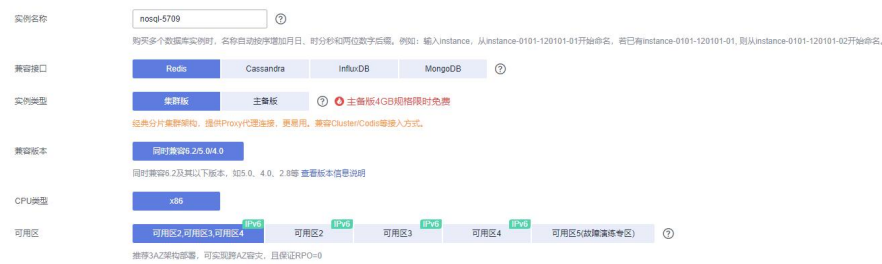 实例名称 nosql-5709
购买多个数据库实例时，名称自动按序增加月日、时分秒和两位数字后缀。例如：输入instance，从instance-0101-120101-01开始命名，若已有instance-0101-120101-01, 则从instance-0101-120101-02开始命名。
兼容接口 Redis Cassandra InfluxDB MongoDB
实例类型 集群版 主备版 主备版4GB规格限时免费
经典分片集群架构，提供Proxy代理连接，更易用。兼容Cluster/Codis等接入方式。
兼容版本 同时兼容6.2/5.0/4.0
同时兼容6.2及其以下版本，如5.0、4.0、2.8等 查看版本信息说明
CPU类型 x86
IPv6 IPv6 IPv6 IPv6
可用区 可用区2,可用区3,可用区4 可用区2 可用区3 可用区4 可用区5(故障演练专区)
推荐3AZ架构部署，可实现跨AZ容灾，且保证RPO=0